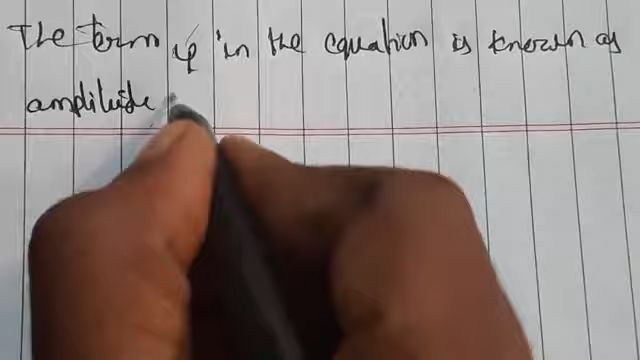 The term φ in the equation is known as
amplitude